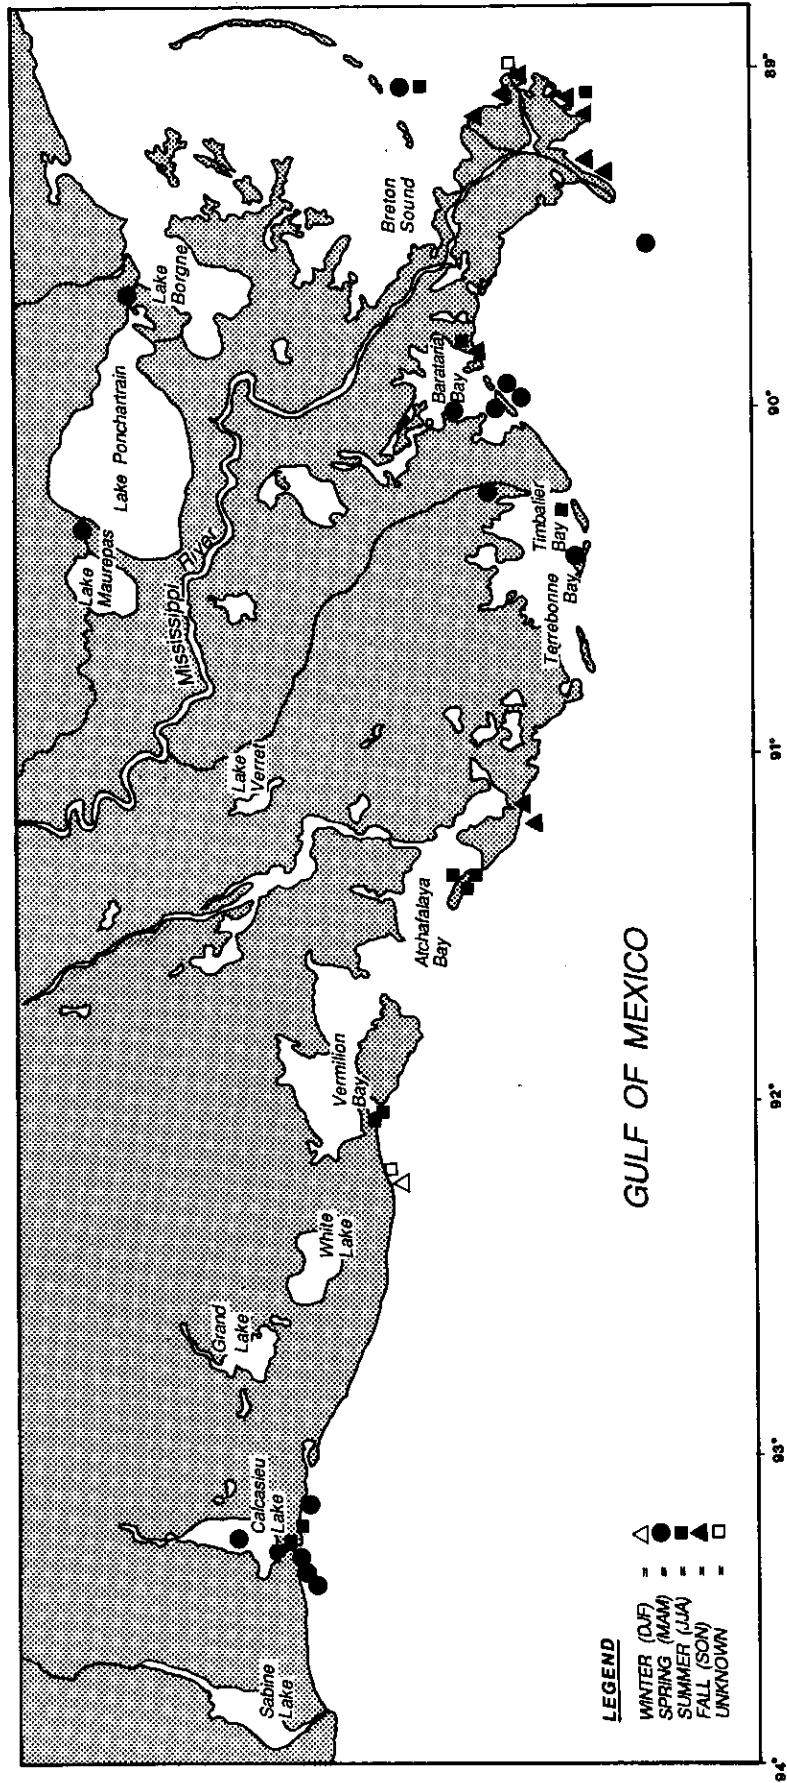 Lake
Borgne
Breton
Sound
Lake Ponchartrain
Lake
Maurepas
Mississippi River
Barataria
Bay
Timbalier
Bay
Terrebonne
Bay
Lake
Verret
Atchafalaya
Bay
Vermilion
Bay
White
Lake
Grand
Lake
Calcasieu
Lake
Sabine
Lake
GULF OF MEXICO
LEGEND
WINTER (DJF) =
SPRING (MAM) =
SUMMER (JJA) =
FALL (SON) =
UNKNOWN =
94°
93°
92°
91°
90°
89°